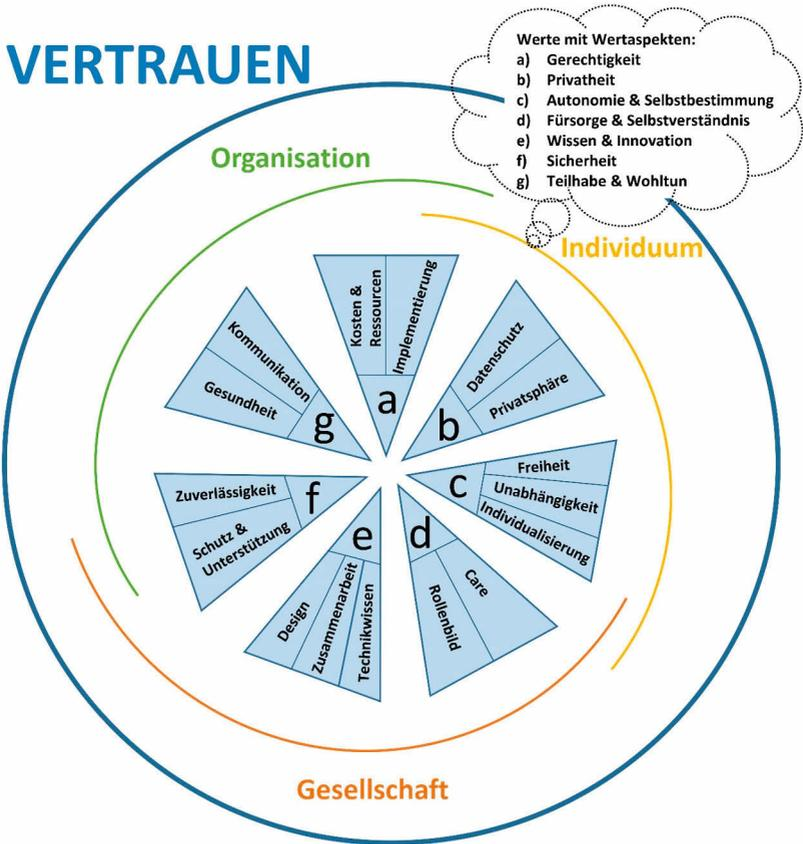 VERTRAUEN
Werte mit Wertaspekten:
a) Gerechtigkeit
b) Privatheit
c) Autonomie & Selbstbestimmung
d) Fürsorge & Selbstverständnis
e) Wissen & Innovation
f) Sicherheit
g) Teilhabe & Wohltun
Organisation
Individuum
Kosten &
Ressourcen
Implementierung
a
Datenschutz
Privatsphäre
b
Freiheit
Unabhängigkeit
Individualisierung
c
Care
Rollenbild
d
Design
Zusammenarbeit
Technikwissen
e
Zuverlässigkeit
Schutz &
Unterstützung
f
Kommunikation
Gesundheit
g
Gesellschaft